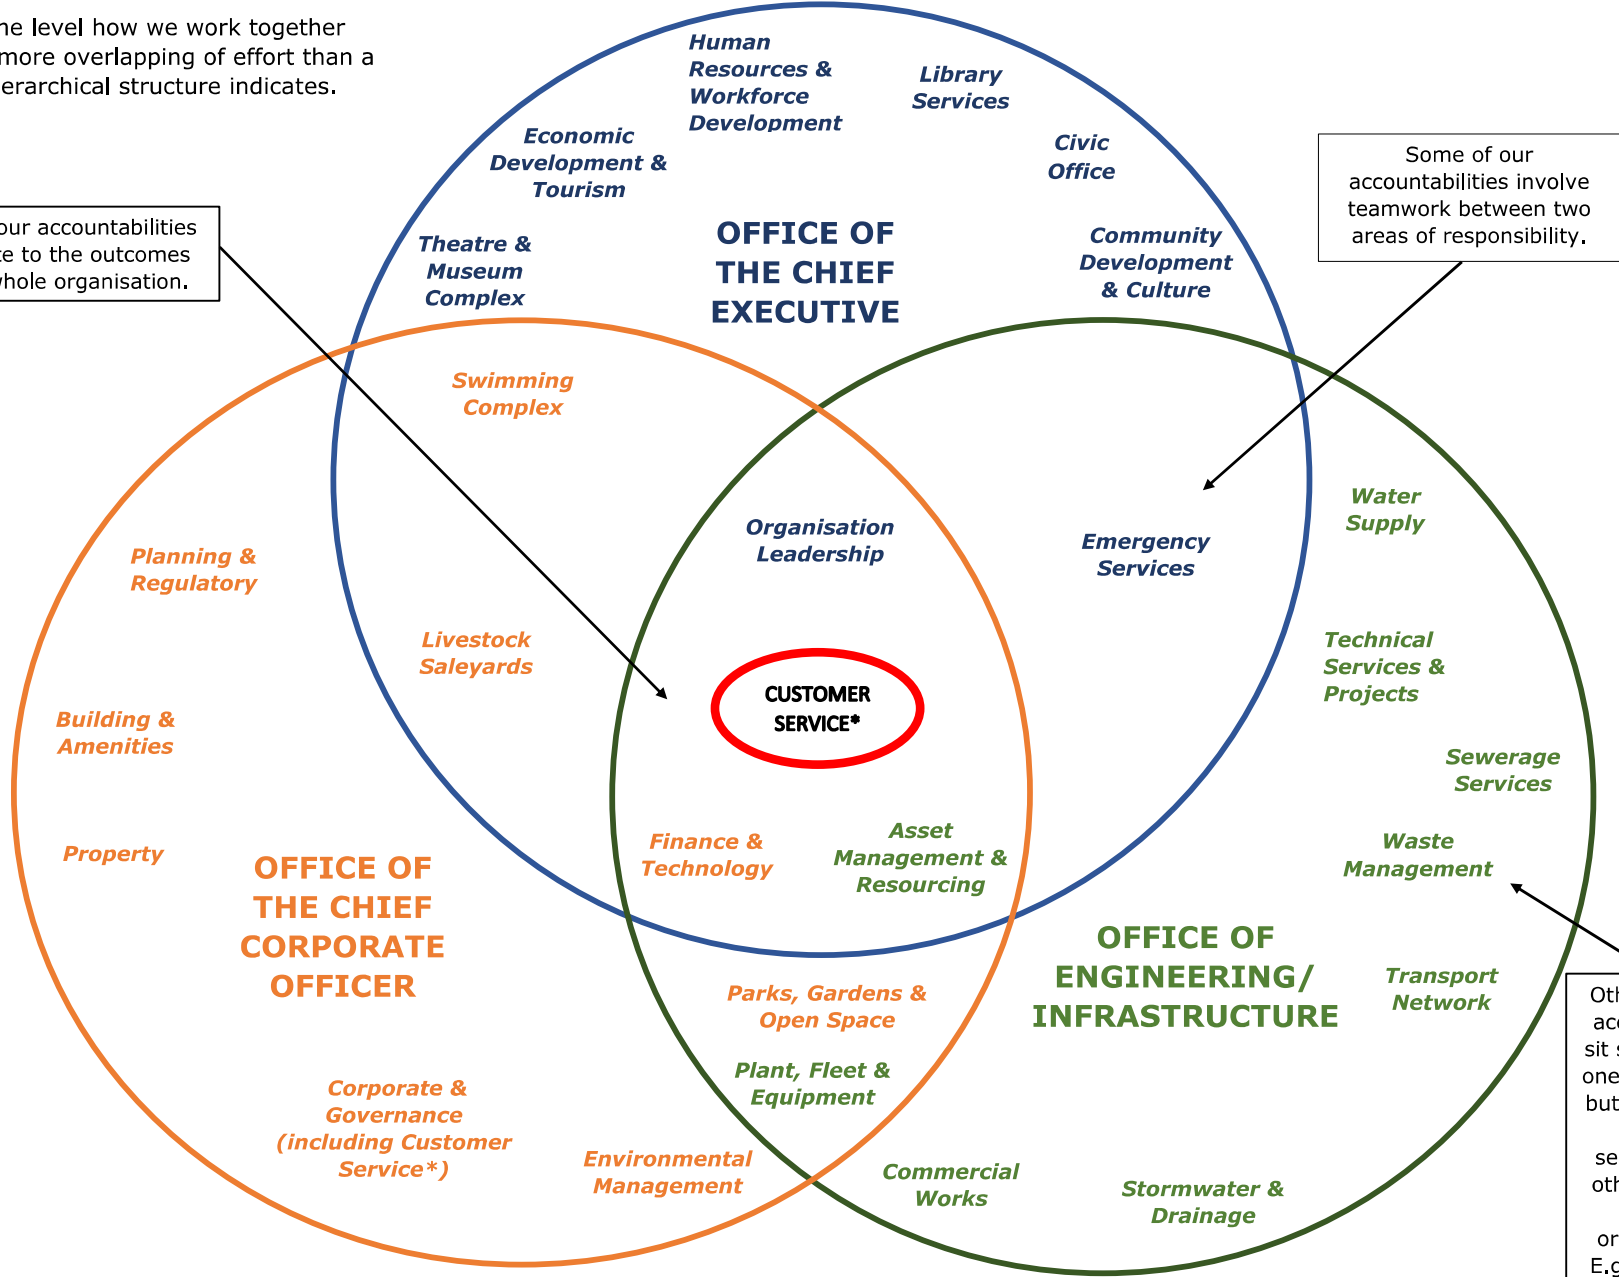 level how we work together
more overlapping of effort than a
structure indicates.
Human
Resources &
Workforce
Development
Library
Services
Economic
Development &
Tourism
Civic
Office
Some of our
accountabilities involve
teamwork between two
areas of responsibility.
our accountabilities
to the outcomes
organisation.
Theatre &
Museum
Complex
OFFICE OF
THE CHIEF
EXECUTIVE
Community
Development
& Culture
Swimming
Complex
Organisation
Leadership
Emergency
Services
Water
Supply
Planning &
Regulatory
Livestock
Saleyards
Technical
Services &
Projects
CUSTOMER
SERVICE*
Building &
Amenities
Sewerage
Services
Property
Finance &
Technology
Asset
Management &
Resourcing
Waste
Management
OFFICE OF
THE CHIEF
CORPORATE
OFFICER
OFFICE OF
ENGINEERING/
INFRASTRUCTURE
Transport
Network
Parks, Gardens &
Open Space
Plant, Fleet &
Equipment
Corporate &
Governance
(including Customer
Service*)
Environmental
Management
Commercial
Works
Stormwater &
Drainage
sit
one
but